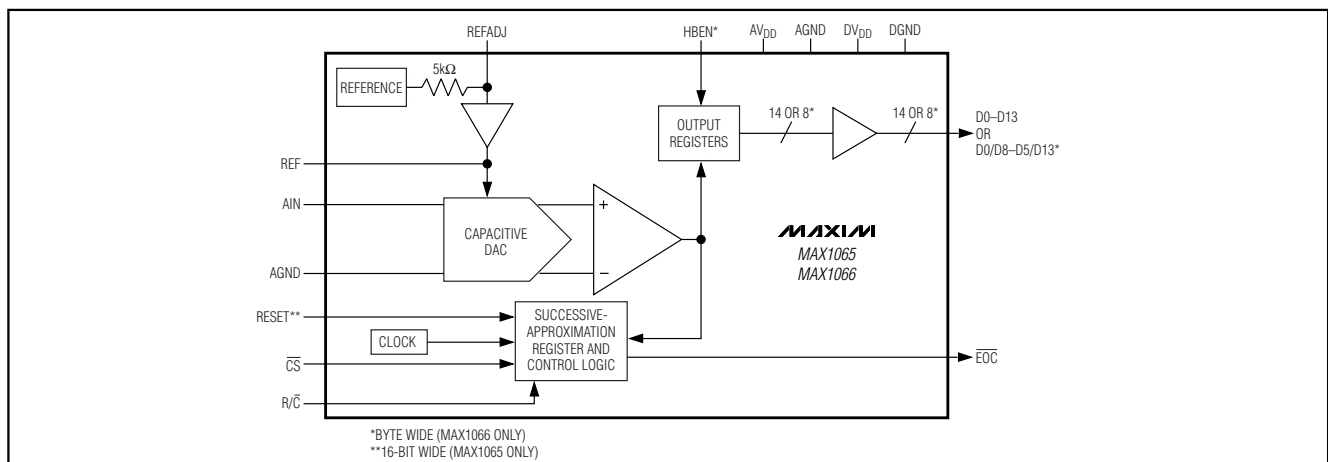 REFADJ
HBEN*
AVDD
AGND
DVDD
DGND
REFERENCE
5kΩ
OUTPUT
REGISTERS
14 OR 8*
14 OR 8*
D0–D13
OR
D0/D8–D5/D13*
REF
AIN
CAPACITIVE
DAC
+
−
MAXIM
MAX1065
MAX1066
AGND
RESET**
CLOCK
SUCCESSIVE-
APPROXIMATION
REGISTER AND
CONTROL LOGIC
C̅S̅
E̅O̅C̅
R/C̅
*BYTE WIDE (MAX1066 ONLY)
**16-BIT WIDE (MAX1065 ONLY)